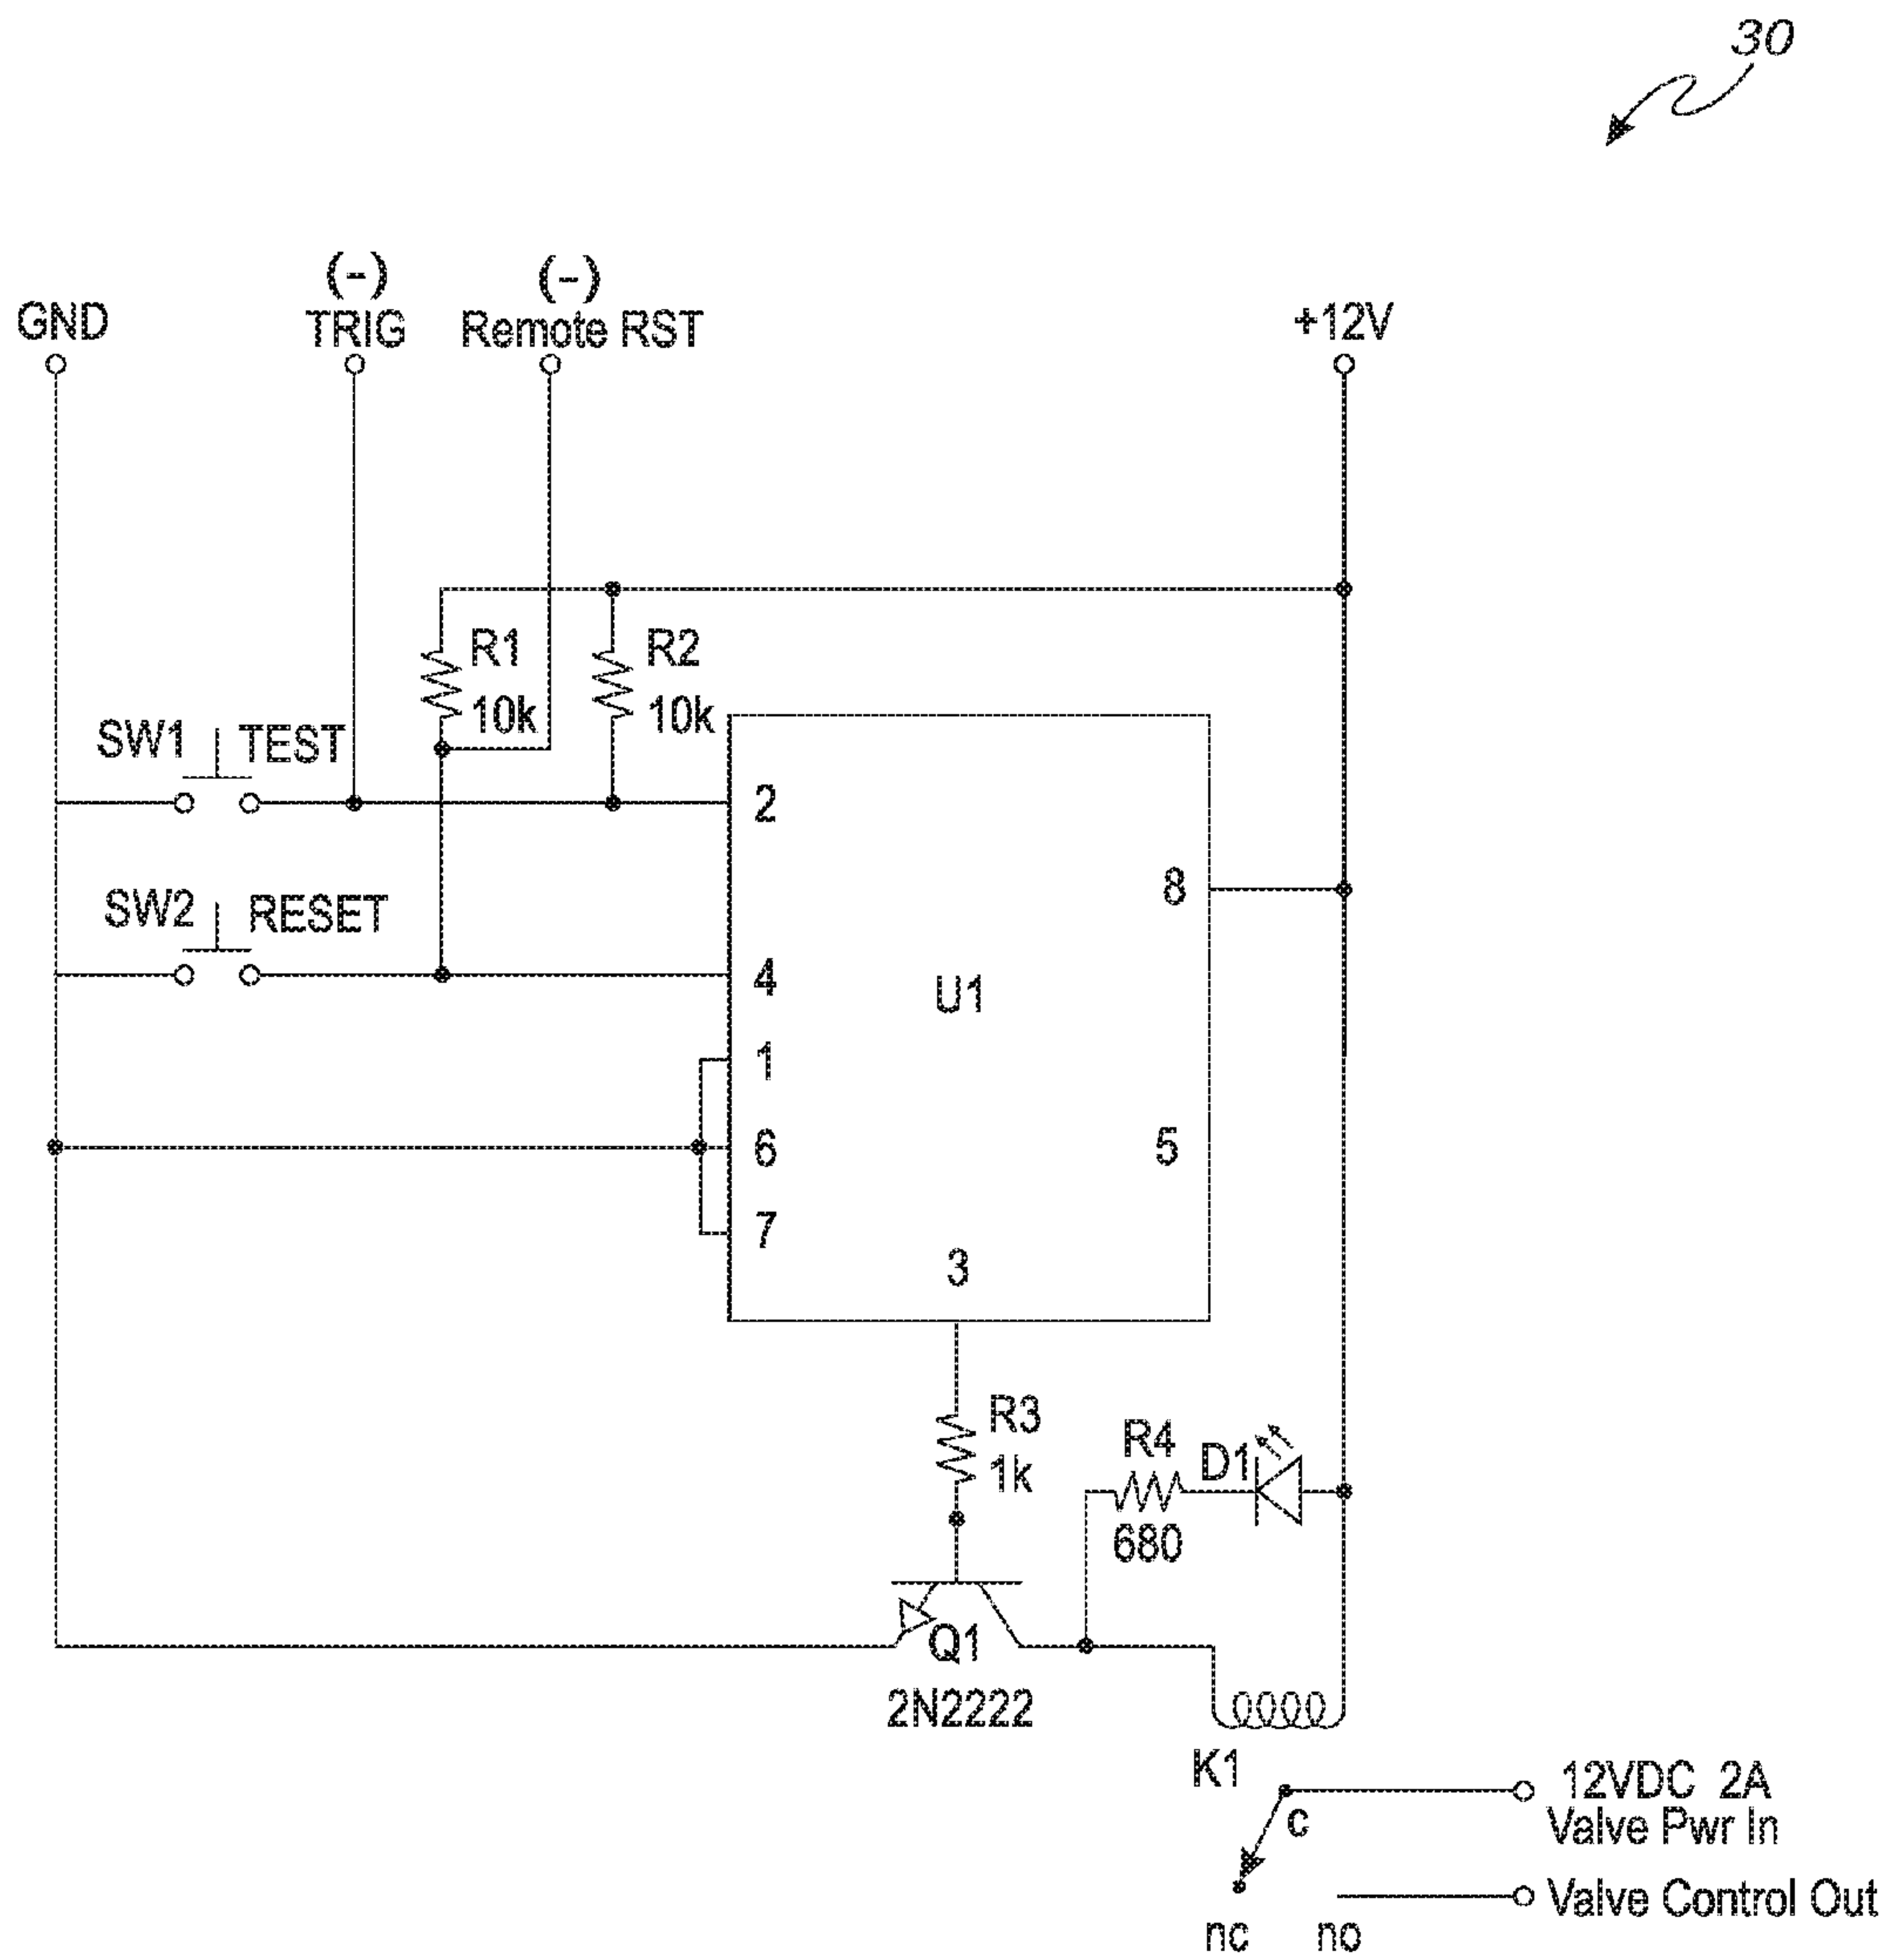 30
(-)
(-)
GND
TRIG
Remote RST
+12V
R1
10k
R2
10k
SW1
TEST
2
8
SW2
RESET
4
U1
1
6
5
7
3
R3
1k
R4
680
D1
Q1
2N2222
K1
c
nc
no
12VDC 2A
Valve Pwr In
Valve Control Out